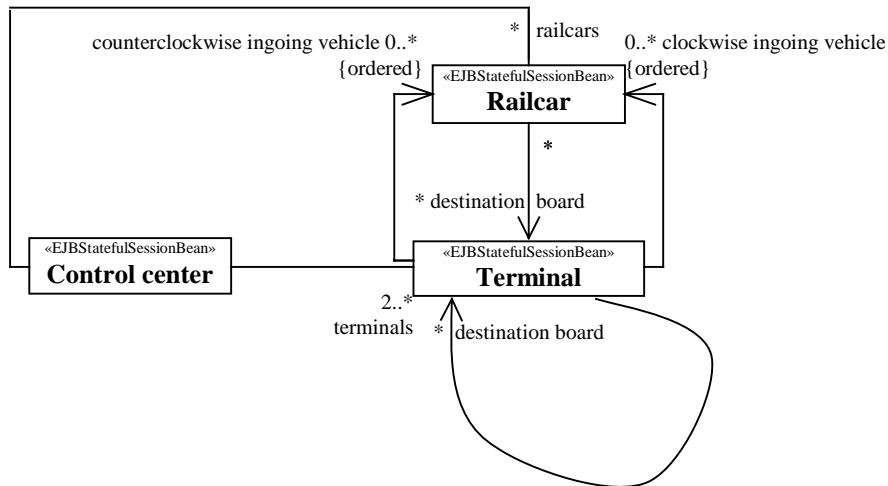 * railcars
counterclockwise ingoing vehicle 0..*
{ordered}
0..* clockwise ingoing vehicle
{ordered}
«EJBStatefulSessionBean»
Railcar
*
* destination board
«EJBStatefulSessionBean»
Control center
«EJBStatefulSessionBean»
Terminal
2..*
terminals
* destination board